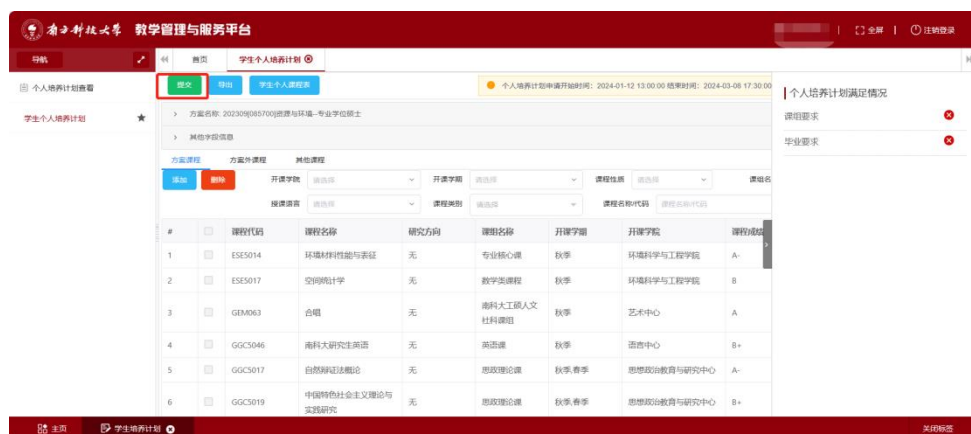 南方科技大学 教学管理与服务平台
全屏 | 注销登录
导航
首页 学生个人培养计划
个人培养计划查看
学生个人培养计划
提交 导出 学生个人课程表
个人培养计划申请开始时间: 2024-01-12 13:00:00 结束时间: 2024-03-08 17:30:00
个人培养计划满足情况
课组要求
毕业要求
方案名称: 202309[085700]资源与环境--专业学位硕士
其他字段信息
方案课程 方案外课程 其他课程
添加 删除 开课学院 请选择 开课学期 请选择 课程性质 请选择 课组名
授课语言 请选择 课程类别 请选择 课程名称/代码 课程名称/代码
# 课程代码 课程名称 研究方向 课组名称 开课学期 开课学院 课程成绩
1 ESE5014 环境材料性能与表征 无 专业核心课 秋季 环境科学与工程学院 A-
2 ESE5017 空间统计学 无 数学类课程 秋季 环境科学与工程学院 B
3 GEM063 合唱 无 南科大工硕人文社科课组 秋季 艺术中心 A
4 GGC5046 南科大研究生英语 无 英语课 秋季 语言中心 B+
5 GGC5017 自然辩证法概论 无 思政理论课 秋季,春季 思想政治教育与研究中心 A-
6 GGC5019 中国特色社会主义理论与实践研究 无 思政理论课 秋季,春季 思想政治教育与研究中心 B+
主页 学生培养计划 关闭标签